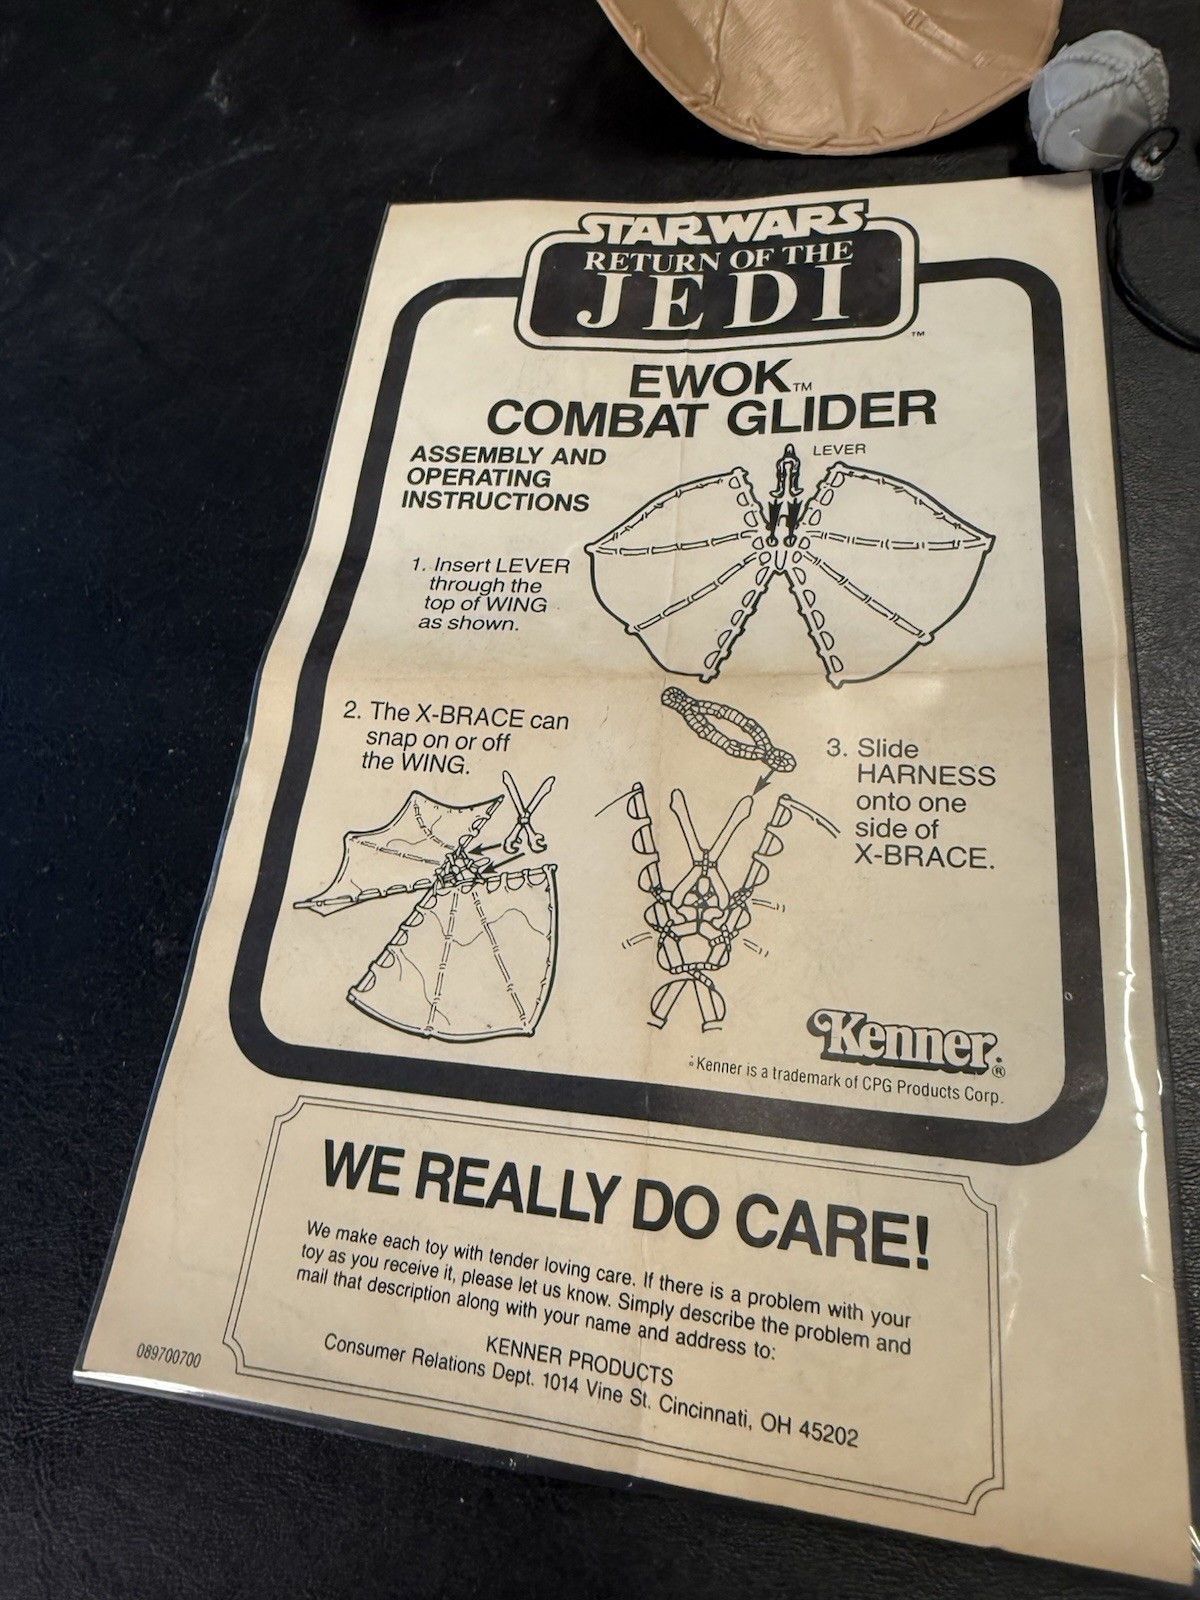 STAR WARS
RETURN OF THE
JEDI
™
EWOK™
COMBAT GLIDER
ASSEMBLY AND
OPERATING
INSTRUCTIONS
LEVER
1. Insert LEVER
through the
top of WING
as shown.
2. The X-BRACE can
snap on or off
the WING.
3. Slide
HARNESS
onto one
side of
X-BRACE.
Kenner®
Kenner is a trademark of CPG Products Corp.
WE REALLY DO CARE!
We make each toy with tender loving care. If there is a problem with your
toy as you receive it, please let us know. Simply describe the problem and
mail that description along with your name and address to:
KENNER PRODUCTS
Consumer Relations Dept. 1014 Vine St. Cincinnati, OH 45202
089700700